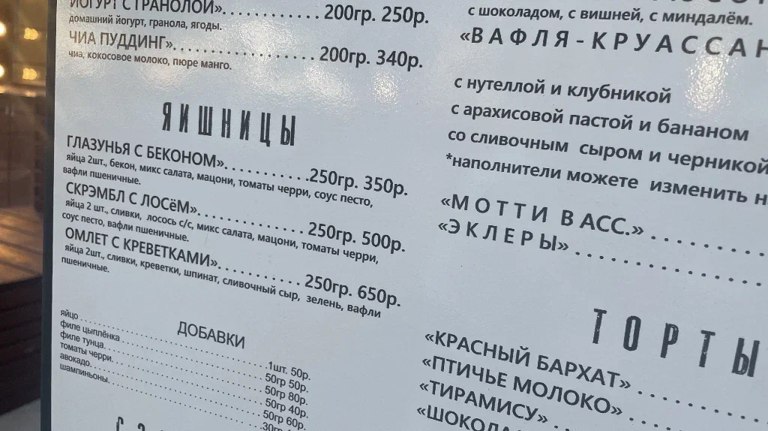 ЙОГУРТ С ГРАНОЛОЙ» . . . . . . . . . . 200гр. 250р.
домашний йогурт, гранола, ягоды.
ЧИА ПУДДИНГ» . . . . . . . . . . . . . . . . 200гр. 340р.
чиа, кокосовое молоко, пюре манго.
ЯИШНИЦЫ
ГЛАЗУНЬЯ С БЕКОНОМ» . . . . . . . . . . 250гр. 350р.
яйца 2шт., бекон, микс салата, мацони, томаты черри, соус песто,
вафли пшеничные.
СКРЭМБЛ С ЛОСЁМ» . . . . . . . . . . . . . 250гр. 500р.
яйца 2 шт., сливки, лосось с/с, микс салата, мацони, томаты черри,
соус песто, вафли пшеничные.
ОМЛЕТ С КРЕВЕТКАМИ» . . . . . . . . . . 250гр. 650р.
яйца 2шт., сливки, креветки, шпинат, сливочный сыр, зелень, вафли
пшеничные.
ДОБАВКИ
яйцо . . . . . . . . . . 1шт. 50р.
филе цыплёнка . . . . . . . . . . 50гр 50р.
филе тунца . . . . . . . . . . 50гр 80р.
томаты черри . . . . . . . . . . 50гр 40р.
авокадо . . . . . . . . . . 50гр 60р.
шампиньоны . . . . . . . . . . 30гр
с шоколадом, с вишней, с миндалём.
«ВАФЛЯ-КРУАССАН
с нутеллой и клубникой
с арахисовой пастой и бананом
со сливочным сыром и черникой
*наполнители можете изменить н
«МОТТИ В АСС.» . . . . . . . . . .
«ЭКЛЕРЫ» . . . . . . . . . . . . . . .
ТОРТЫ
«КРАСНЫЙ БАРХАТ» . . . . . . . .
«ПТИЧЬЕ МОЛОКО» . . . . . . . .
«ТИРАМИСУ» . . . . . . . . . . . .
«ШОКОЛА